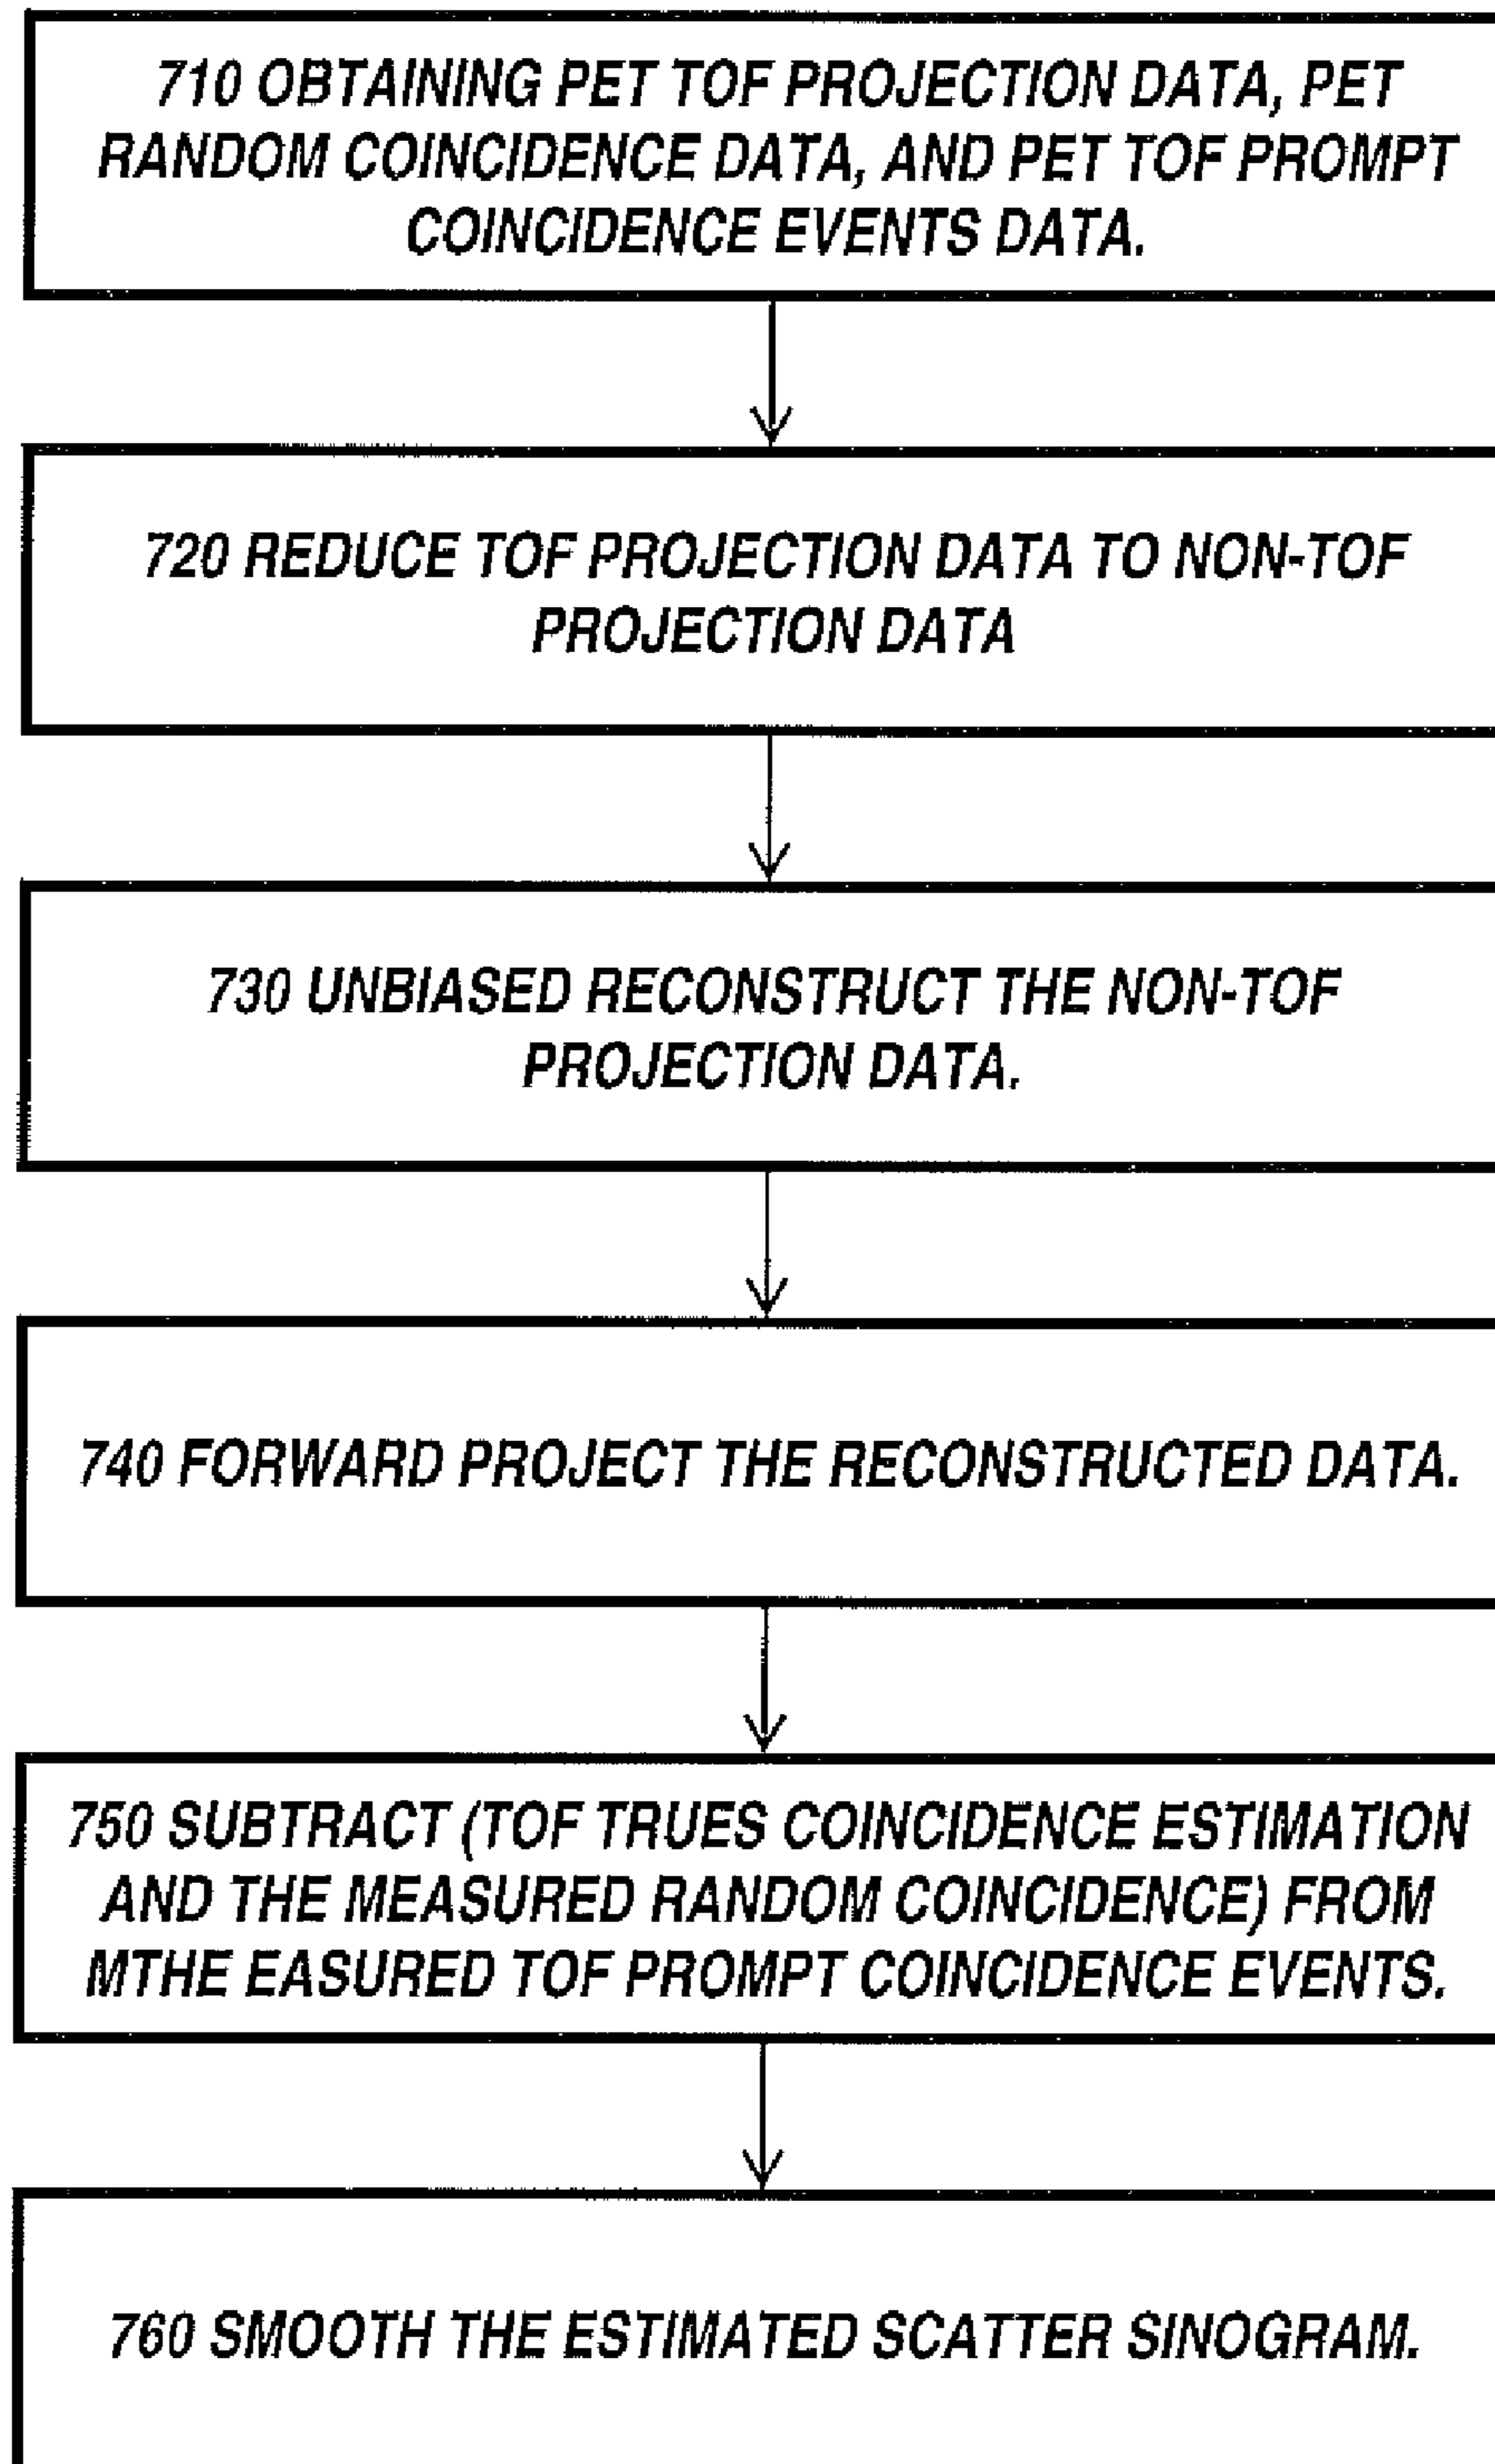 710 OBTAINING PET TOF PROJECTION DATA, PET
RANDOM COINCIDENCE DATA, AND PET TOF PROMPT
COINCIDENCE EVENTS DATA.
720 REDUCE TOF PROJECTION DATA TO NON-TOF
PROJECTION DATA
730 UNBIASED RECONSTRUCT THE NON-TOF
PROJECTION DATA.
740 FORWARD PROJECT THE RECONSTRUCTED DATA.
750 SUBTRACT (TOF TRUES COINCIDENCE ESTIMATION
AND THE MEASURED RANDOM COINCIDENCE) FROM
MTHE EASURED TOF PROMPT COINCIDENCE EVENTS.
760 SMOOTH THE ESTIMATED SCATTER SINOGRAM.